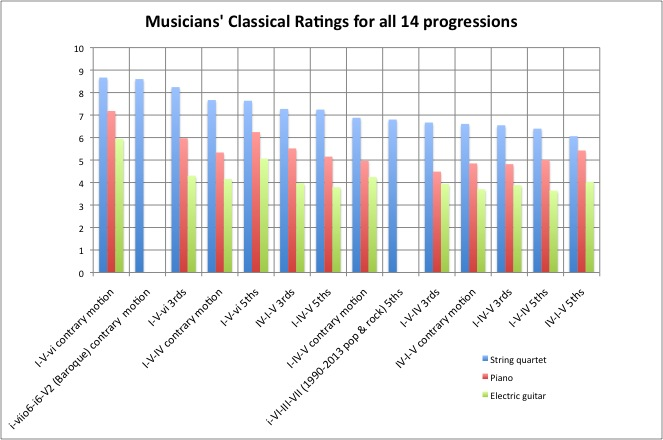 Musicians' Classical Ratings for all 14 progressions
10
9
8
7
6
5
4
3
2
1
0
I-V-vi contrary motion
i-viio6-i6-V2 (Baroque) contrary motion
I-V-vi 3rds
I-V-IV contrary motion
I-V-vi 5ths
IV-I-V 3rds
I-IV-V 5ths
I-IV-V contrary motion
i-VI-III-VII (1990-2013 pop & rock) 5ths
I-V-IV 3rds
IV-I-V contrary motion
I-IV-V 3rds
I-V-IV 5ths
IV-I-V 5ths
String quartet
Piano
Electric guitar